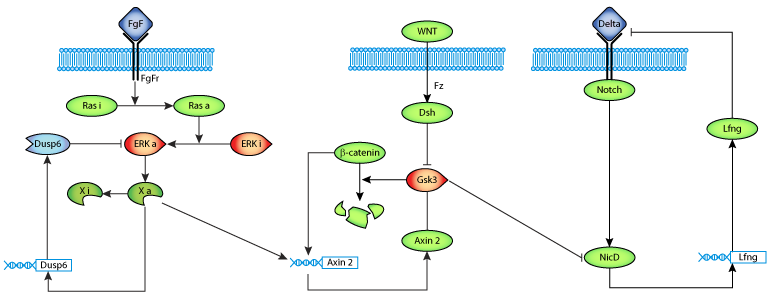 FgF
FgFr
Ras i
Ras a
Dusp6
ERK a
ERK i
X i
X a
Dusp6
WNT
Fz
Dsh
β-catenin
Gsk3
Axin 2
Axin 2
Delta
Notch
Lfng
NicD
Lfng